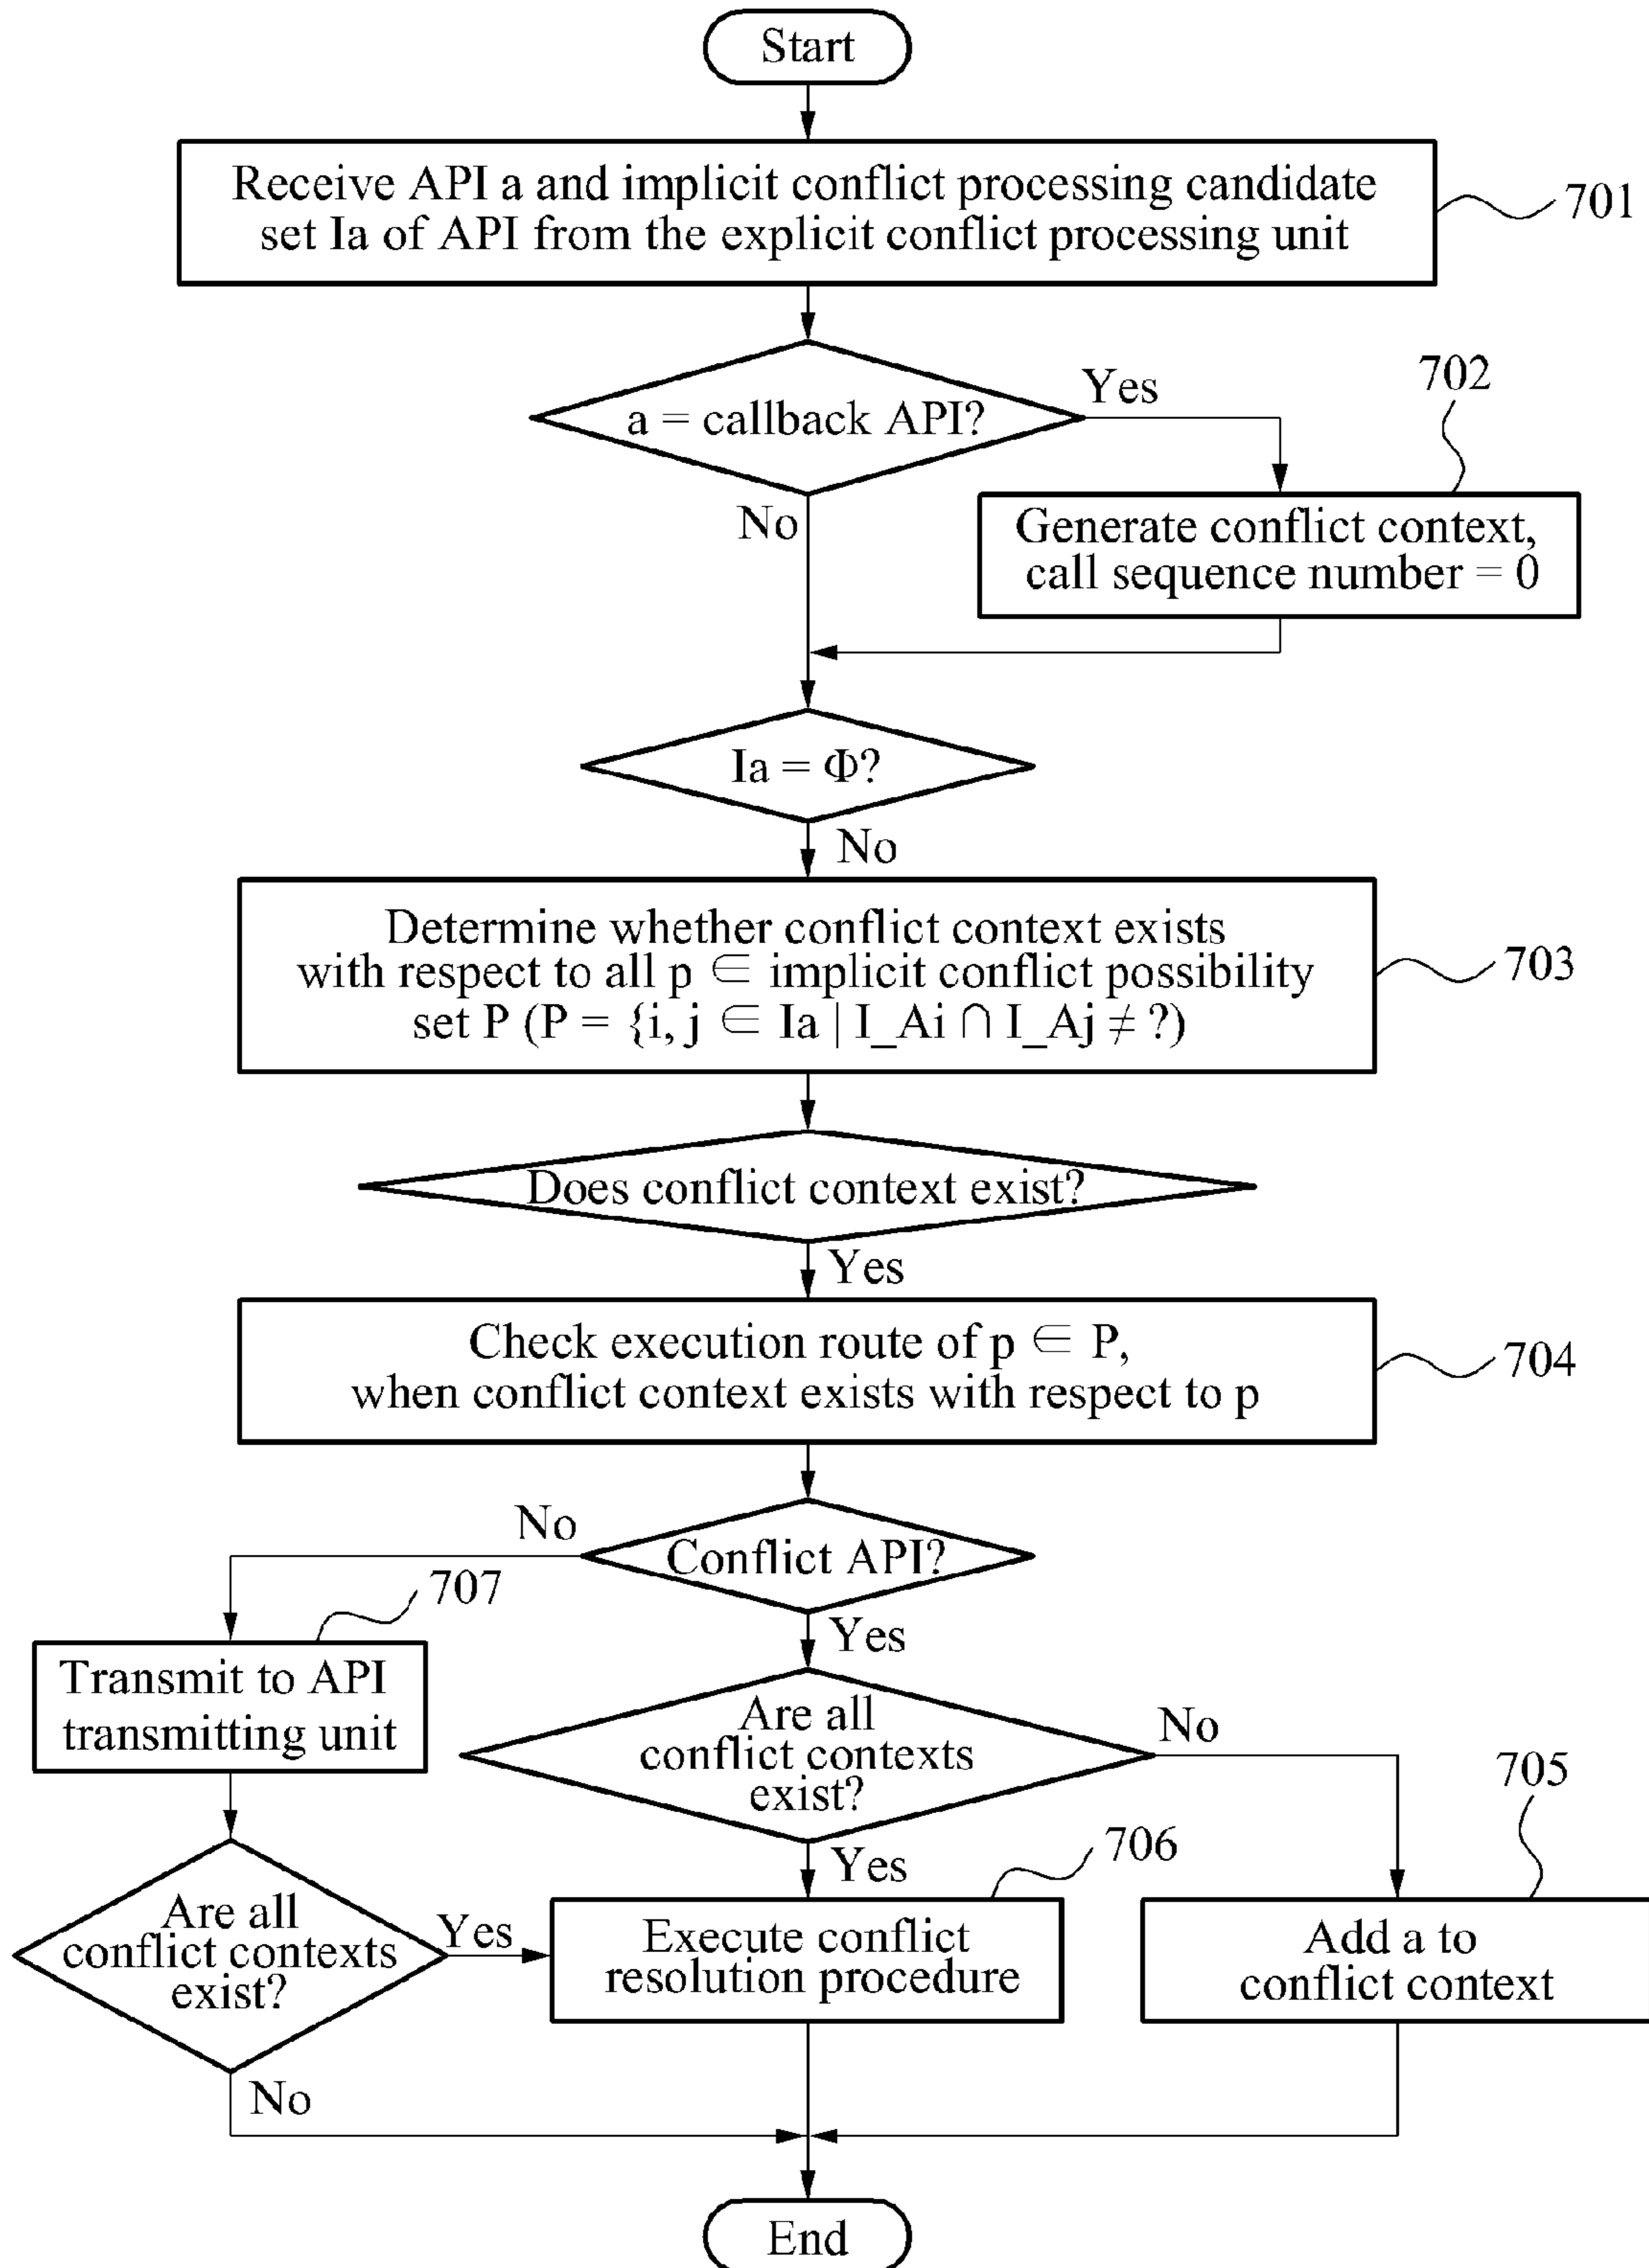 Start
Receive API a and implicit conflict processing candidate
set Ia of API from the explicit conflict processing unit
701
a = callback API?
Yes
702
No
Generate conflict context,
call sequence number = 0
Ia = Φ?
No
Determine whether conflict context exists
with respect to all p ∈ implicit conflict possibility
set P (P = {i, j ∈ Ia | I_Ai ∩ I_Aj ≠ ?)
703
Does conflict context exist?
Yes
Check execution route of p ∈ P,
when conflict context exists with respect to p
704
No
Conflict API?
707
Yes
Transmit to API
transmitting unit
Are all
conflict contexts
exist?
No
705
Yes
706
Are all
conflict contexts
exist?
Yes
Execute conflict
resolution procedure
Add a to
conflict context
No
End